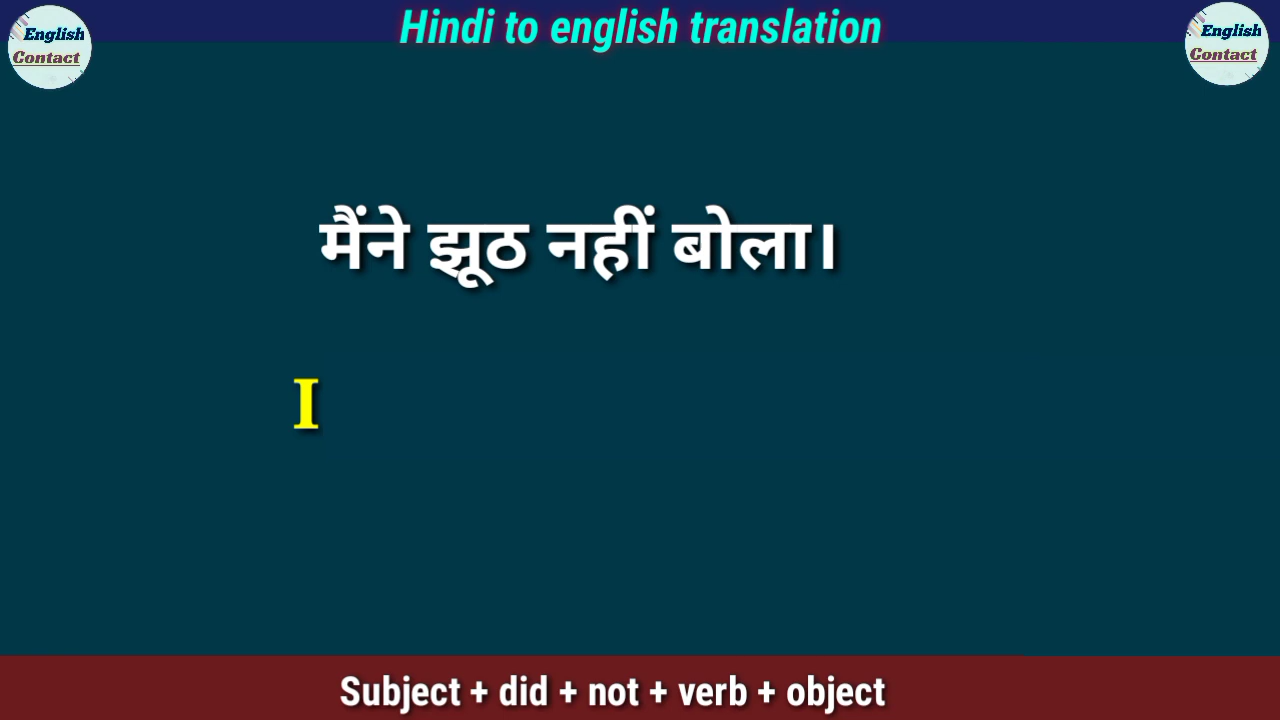 Hindi to english translation
English
Contact
English
Contact
मैंने झूठ नहीं बोला।
I
Subject + did + not + verb + object